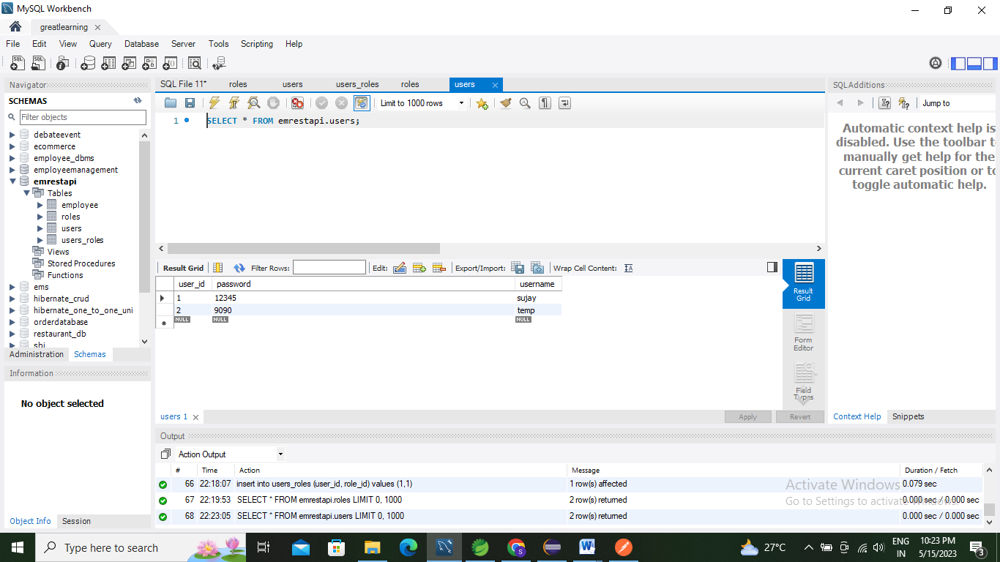 MySQL Workbench
greatlearning
File Edit View Query Database Server Tools Scripting Help
Navigator
SCHEMAS
Filter objects
debateevent
ecommerce
employee_dbms
employeemanagement
emrestapi
Tables
employee
roles
users
users_roles
Views
Stored Procedures
Functions
ems
hibernate_crud
hibernate_one_to_one_uni
orderdatabase
restaurant_db
sbi
Administration Schemas
Information
No object selected
Object Info Session
SQL File 11* roles users users_roles roles users
Limit to 1000 rows
1 SELECT * FROM emrestapi.users;
Result Grid Filter Rows: Edit: Export/Import: Wrap Cell Content:
user_id password username
1 12345 sujay
2 9090 temp
NULL NULL NULL
Result Grid
Form Editor
Field Types
users 1 Apply Revert
SQLAdditions
Jump to
Automatic context help is
disabled. Use the toolbar t
manually get help for the
current caret position or to
toggle automatic help.
Context Help Snippets
Output
Action Output
# Time Action Message Duration / Fetch
66 22:18:07 insert into users_roles (user_id, role_id) values (1,1) 1 row(s) affected 0.079 sec
67 22:19:53 SELECT * FROM emrestapi.roles LIMIT 0, 1000 2 row(s) returned 0.000 sec / 0.000 sec
68 22:23:05 SELECT * FROM emrestapi.users LIMIT 0, 1000 2 row(s) returned 0.000 sec / 0.000 sec
Activate Windows
Go to Settings to activate Windows.
Type here to search
27°C
ENG
IN
10:23 PM
5/15/2023
3